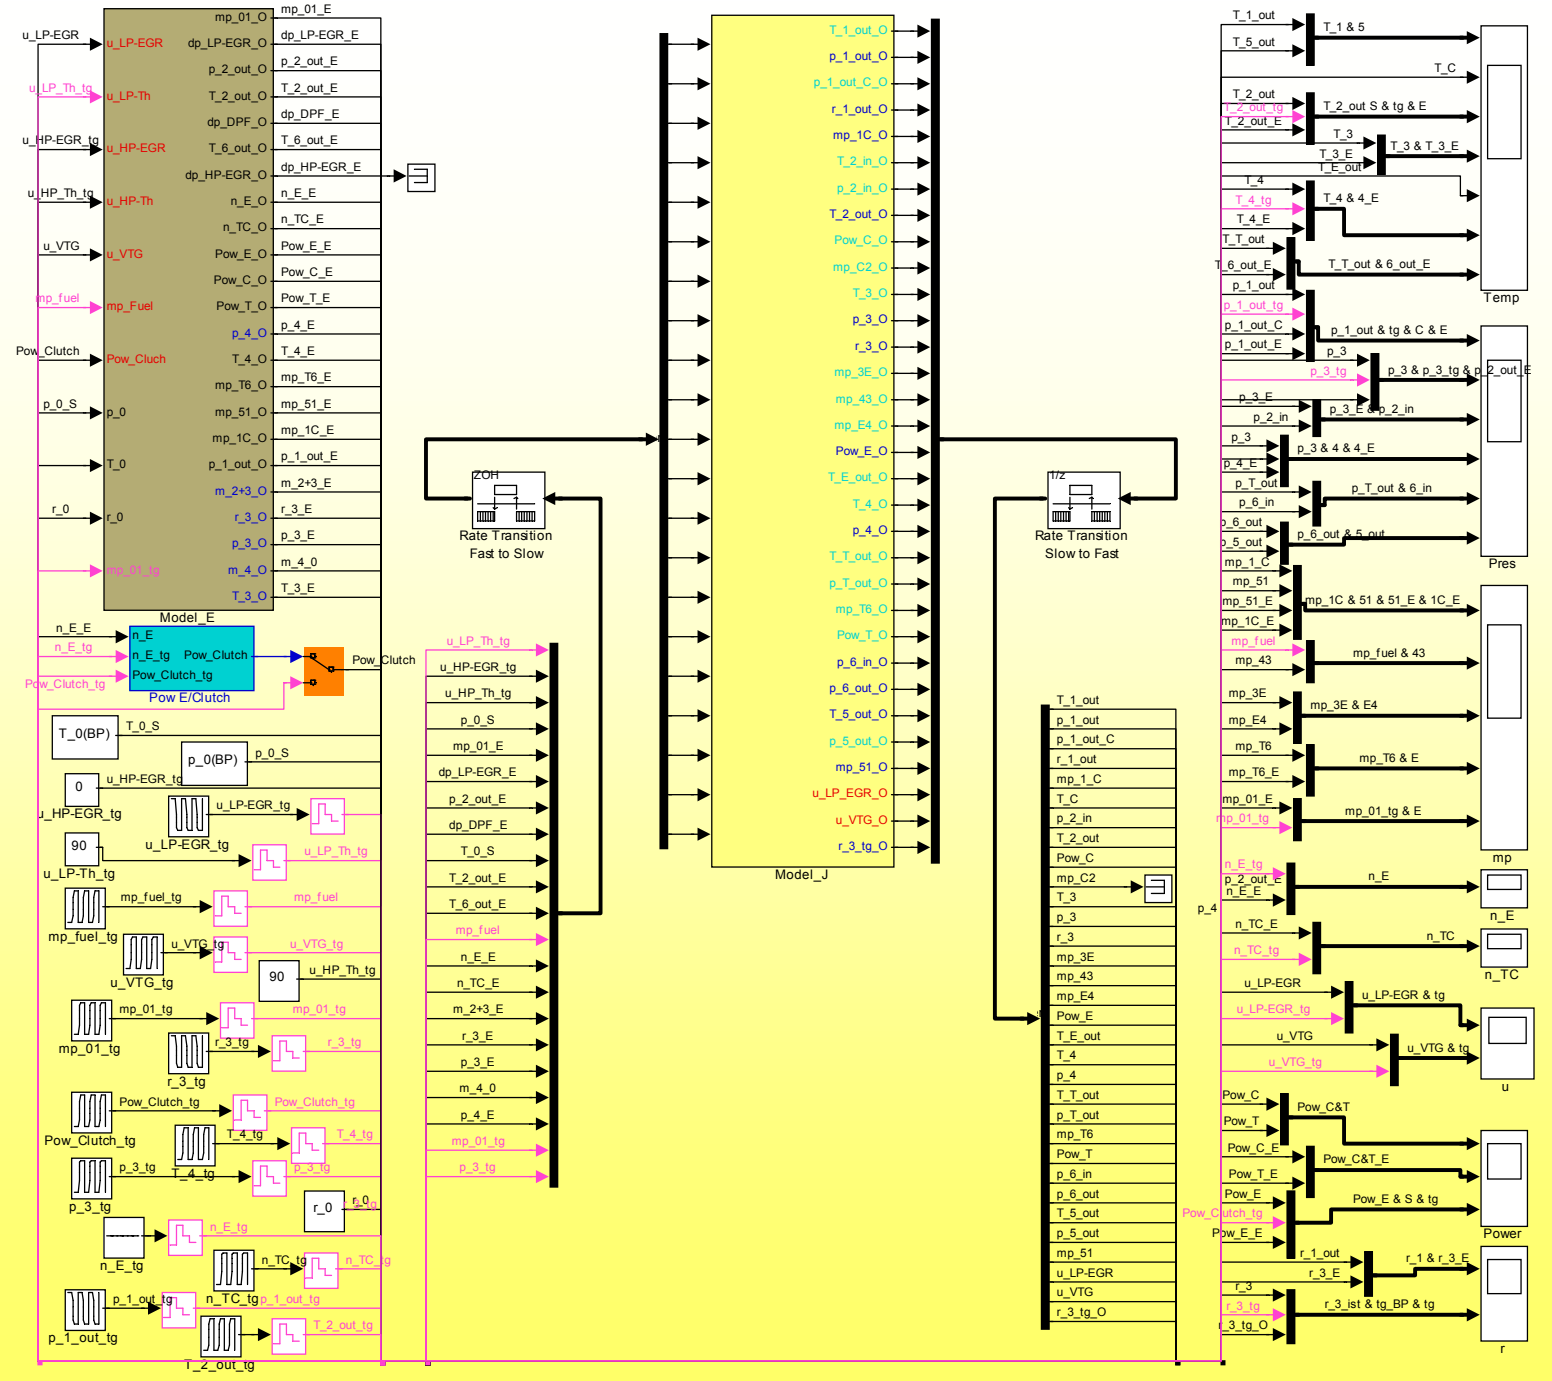 u_LP-EGR
u_LP_Th_tg
u_HP-EGR_tg
u_HP_Th_tg
u_VTG
mp_fuel
Pow_Clutch
p_0_S
r_0
u_LP-EGR
u_LP-Th
u_HP-EGR
u_HP-Th
u_VTG
mp_Fuel
Pow_Cluch
p_0
T_0
r_0
mp_01_tg
mp_01_O
dp_LP-EGR_O
p_2_out_O
T_2_out_O
dp_DPF_O
T_6_out_O
dp_HP-EGR_O
n_E_O
n_TC_O
Pow_E_O
Pow_C_O
Pow_T_O
p_4_O
T_4_O
mp_T6_O
mp_51_O
mp_1C_O
p_1_out_O
m_2+3_O
r_3_O
p_3_O
m_4_O
T_3_O
mp_01_E
dp_LP-EGR_E
p_2_out_E
T_2_out_E
dp_DPF_E
T_6_out_E
dp_HP-EGR_E
n_E_E
n_TC_E
Pow_E_E
Pow_C_E
Pow_T_E
p_4_E
T_4_E
mp_T6_E
mp_51_E
mp_1C_E
p_1_out_E
m_2+3_E
r_3_E
p_3_E
m_4_0
T_3_E
Model_E
n_E_E
n_E_tg
Pow_Clutch_tg
n_E
n_E_tg
Pow_Clutch_tg
Pow_Clutch
Pow E/Clutch
Pow_Clutch
T_0(BP)
T_0_S
p_0(BP)
p_0_S
0
u_HP-EGR_tg
u_HP-EGR_tg
u_LP-EGR_tg
u_LP-EGR_tg
90
u_LP_Th_tg
u_LP-Th_tg
mp_fuel_tg
mp_fuel
mp_fuel_tg
u_VTG_tg
u_VTG_tg
u_VTG_tg
90
u_HP_Th_tg
mp_01_tg
mp_01_tg
mp_01_tg
r_3_tg
r_3_tg
r_3_tg
Pow_Clutch_tg
Pow_Clutch_tg
Pow_Clutch_tg
T_4_tg
T_4_tg
T_4_tg
p_3_tg
p_3_tg
p_3_tg
r_0
r_0
n_E_tg
n_E_tg
n_TC_tg
n_TC_tg
n_TC_tg
p_1_out_tg
p_1_out_tg
p_1_out_tg
T_2_out_tg
T_2_out_tg
ZOH
Rate Transition
Fast to Slow
u_LP_Th_tg
u_HP-EGR_tg
u_HP_Th_tg
p_0_S
mp_01_E
dp_LP-EGR_E
p_2_out_E
dp_DPF_E
T_0_S
T_2_out_E
T_6_out_E
mp_fuel
n_E_E
n_TC_E
m_2+3_E
r_3_E
p_3_E
m_4_0
p_4_E
mp_01_tg
p_3_tg
T_1_out_O
p_1_out_O
p_1_out_C_O
r_1_out_O
mp_1C_O
T_2_in_O
p_2_in_O
T_2_out_O
Pow_C_O
mp_C2_O
T_3_O
p_3_O
r_3_O
mp_3E_O
mp_43_O
mp_E4_O
Pow_E_O
T_E_out_O
T_4_O
p_4_O
T_T_out_O
p_T_out_O
mp_T6_O
Pow_T_O
p_6_in_O
p_6_out_O
T_5_out_O
p_5_out_O
mp_51_O
u_LP_EGR_O
u_VTG_O
r_3_tg_O
Model_J
1/z
Rate Transition
Slow to Fast
T_1_out
p_1_out
p_1_out_C
r_1_out
mp_1_C
T_C
p_2_in
T_2_out
Pow_C
mp_C2
T_3
p_3
r_3
mp_3E
mp_43
mp_E4
Pow_E
T_E_out
T_4
p_4
T_T_out
p_T_out
mp_T6
Pow_T
p_6_in
p_6_out
T_5_out
p_5_out
mp_51
u_LP-EGR
u_VTG
r_3_tg_O
T_1_out
T_5_out
T_1 & 5
T_C
T_2_out
T_2_out_tg
T_2_out_E
T_2_out S & tg & E
T_3
T_3_E
T_3 & T_3_E
T_E_out
T_4
T_4_tg
T_4_E
T_4 & 4_E
T_T_out
T_6_out_E
T_T_out & 6_out_E
Temp
p_1_out
p_1_out_tg
p_1_out_C
p_1_out_E
p_1_out & tg & C & E
p_3
p_3_tg
p_3 & p_3_tg & p_2_out_E
p_3_E
p_2_in
p_3_E & p_2_in
p_3
p_4_E
p_3 & 4 & 4_E
p_T_out
p_6_in
p_T_out & 6_in
p_6_out
p_5_out
p_6_out & 5_out
Pres
mp_1_C
mp_51
mp_51_E
mp_1C_E
mp_1C & 51 & 51_E & 1C_E
mp_fuel
mp_43
mp_fuel & 43
mp_3E
mp_E4
mp_3E & E4
mp_T6
mp_T6_E
mp_T6 & E
mp_01_E
mp_01_tg
mp_01_tg & E
mp
n_E_tg
p_2_out_E
n_E_E
n_E
n_E
p_4
n_TC_E
n_TC_tg
n_TC
n_TC
u_LP-EGR
u_LP-EGR_tg
u_LP-EGR & tg
u_VTG
u_VTG_tg
u_VTG & tg
u
Pow_C
Pow_T
Pow_C&T
Pow_C_E
Pow_T_E
Pow_C&T_E
Pow_E
Pow_Clutch_tg
Pow_E_E
Pow_E & S & tg
Power
r_1_out
r_3_E
r_1 & r_3_E
r_3
r_3_tg
r_3_tg_O
r_3_ist & tg_BP & tg
r